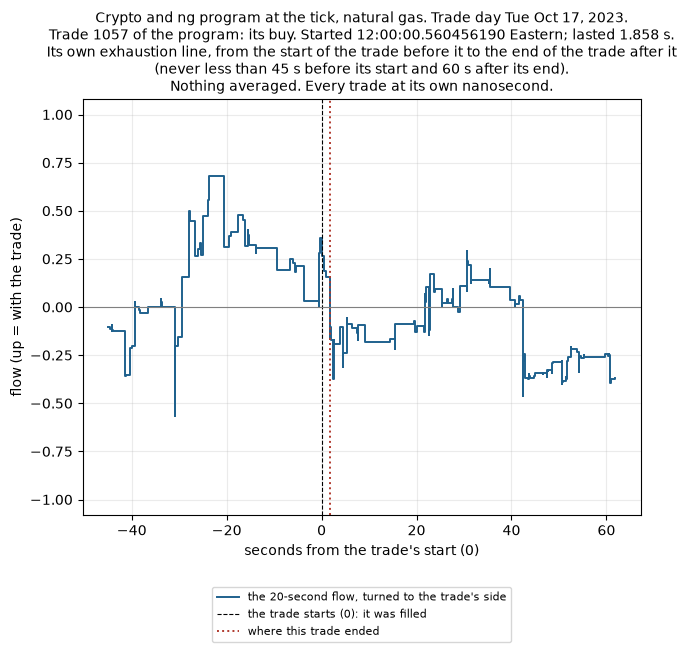 Crypto and ng program at the tick, natural gas. Trade day Tue Oct 17, 2023.
Trade 1057 of the program: its buy. Started 12:00:00.560456190 Eastern; lasted 1.858 s.
Its own exhaustion line, from the start of the trade before it to the end of the trade after it
(never less than 45 s before its start and 60 s after its end).
Nothing averaged. Every trade at its own nanosecond.
1.00
0.75
0.50
0.25
0.00
−0.25
−0.50
−0.75
−1.00
flow (up = with the trade)
−40
−20
0
20
40
60
seconds from the trade's start (0)
the 20-second flow, turned to the trade's side
the trade starts (0): it was filled
where this trade ended